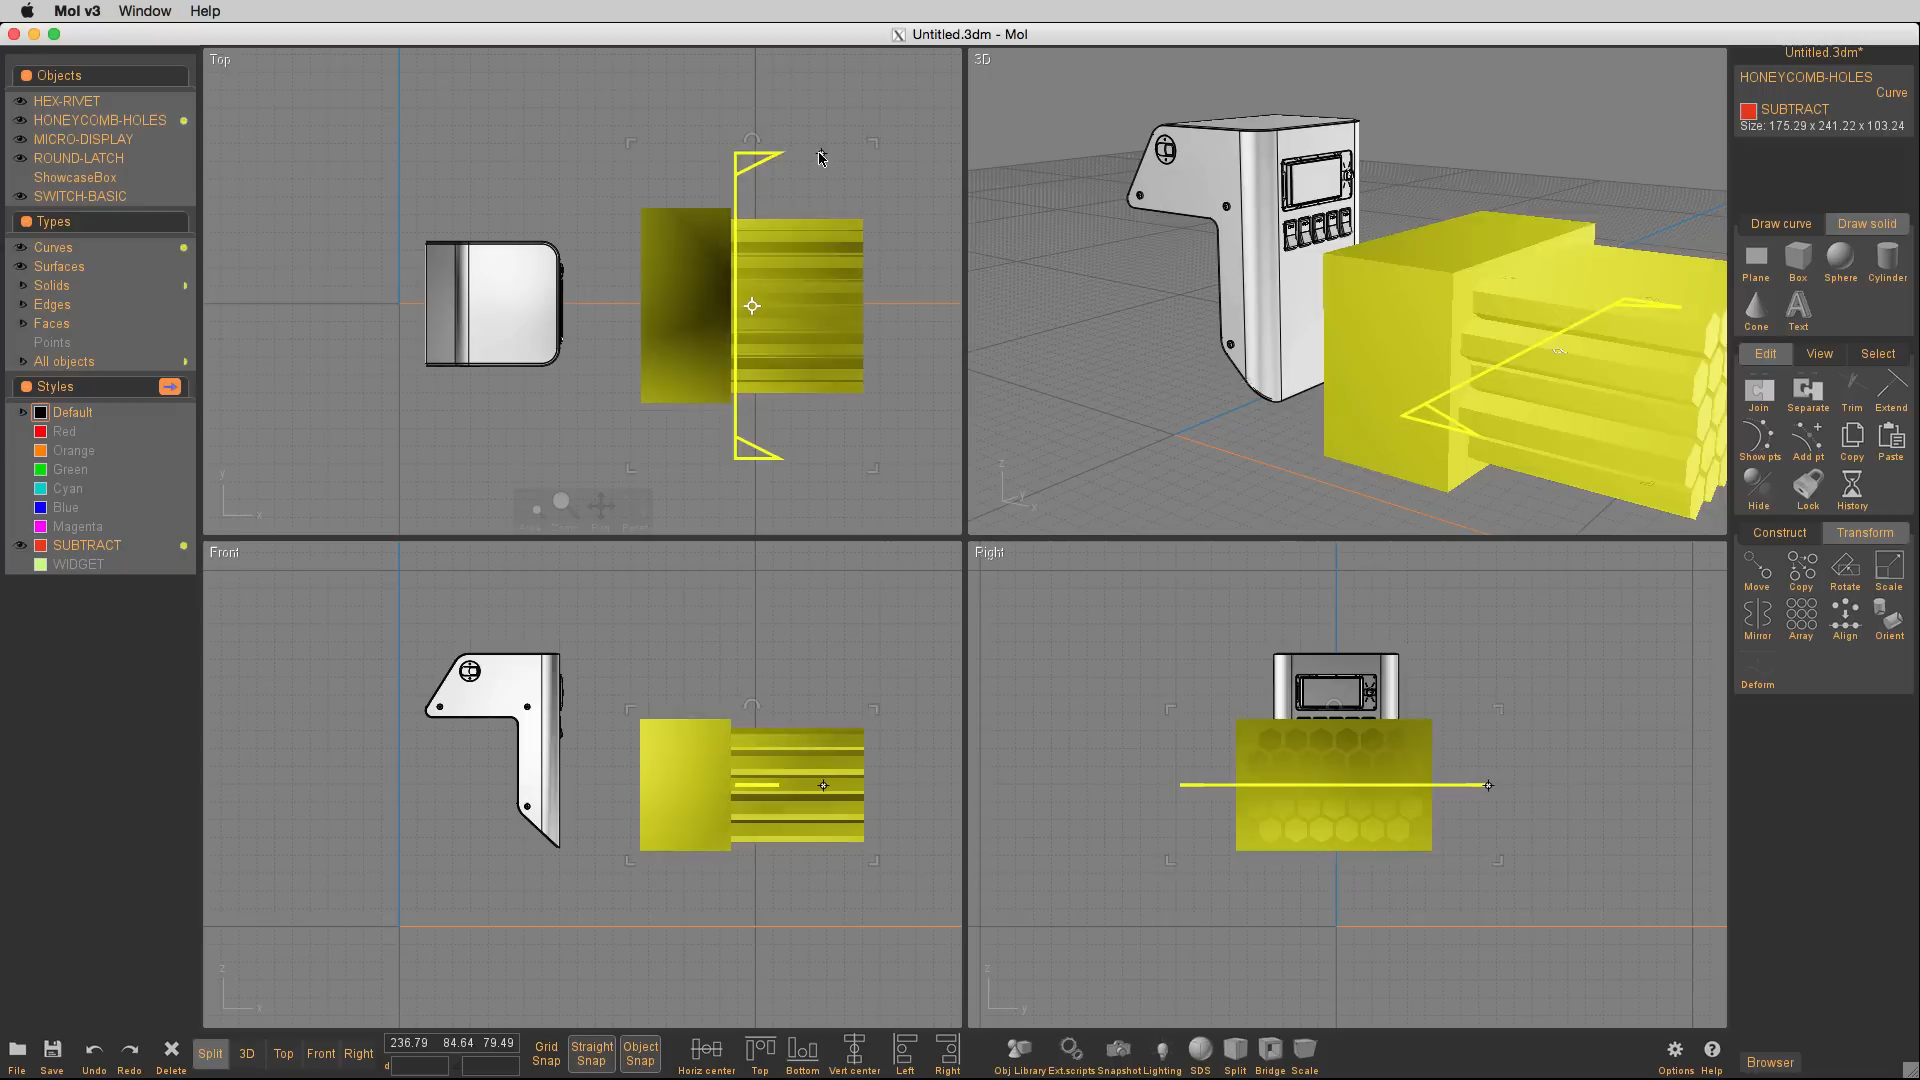 MoI v3 Window Help
Untitled.3dm - MoI
Objects
HEX-RIVET
HONEYCOMB-HOLES
MICRO-DISPLAY
ROUND-LATCH
ShowcaseBox
SWITCH-BASIC
Types
Curves
Surfaces
Solids
Edges
Faces
Points
All objects
Styles
Default
Red
Orange
Green
Cyan
Blue
Magenta
SUBTRACT
WIDGET
Top
y
x
3D
z
y
x
Front
z
x
Right
z
y
Untitled.3dm*
HONEYCOMB-HOLES
Curve
SUBTRACT
Size: 175.29 x 241.22 x 103.24
Draw curve Draw solid
Plane Box Sphere Cylinder
Cone Text
Edit View Select
Join Separate Trim Extend
Show pts Add pt Copy Paste
Hide Lock History
Construct Transform
Move Copy Rotate Scale
Mirror Array Align Orient
Deform
File Save Undo Redo Delete
Split 3D Top Front Right
236.79 84.64 79.49
d
Grid Snap
Straight Snap
Object Snap
Horiz center Top Bottom Vert center Left Right
Obj Library Ext.scripts Snapshot Lighting SDS Split Bridge Scale
Options Help
Browser